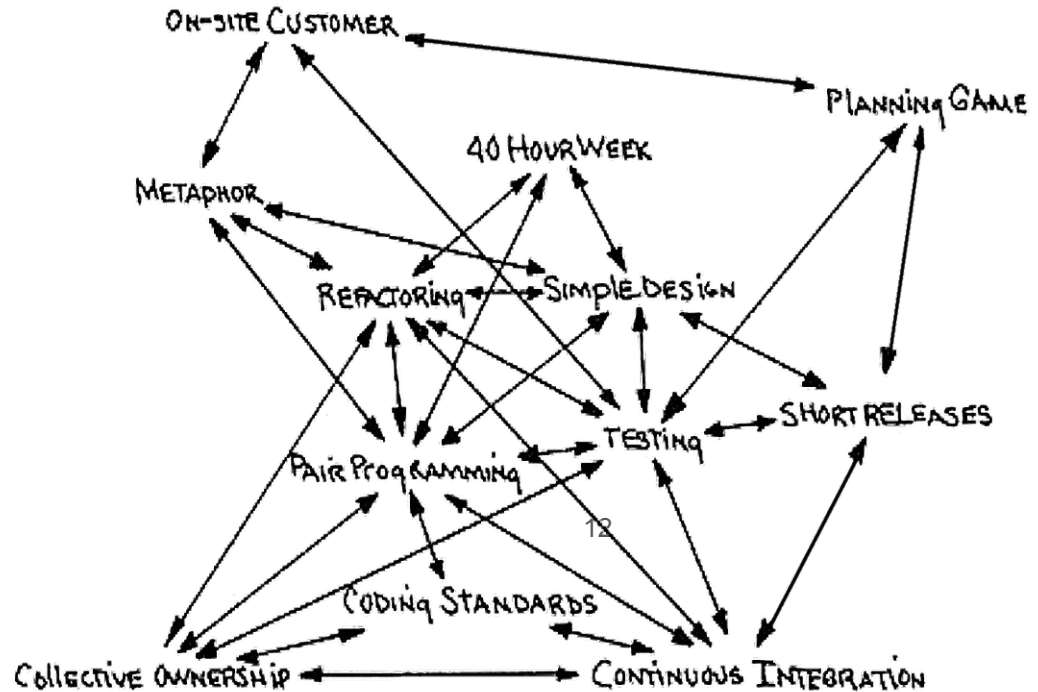 ON-SITE CUSTOMER
PLANNING GAME
40 HOUR WEEK
METAPHOR
REFACTORING
SIMPLE DESIGN
SHORT RELEASES
TESTING
PAIR PROGRAMMING
12
CODING STANDARDS
COLLECTIVE OWNERSHIP
CONTINUOUS INTEGRATION